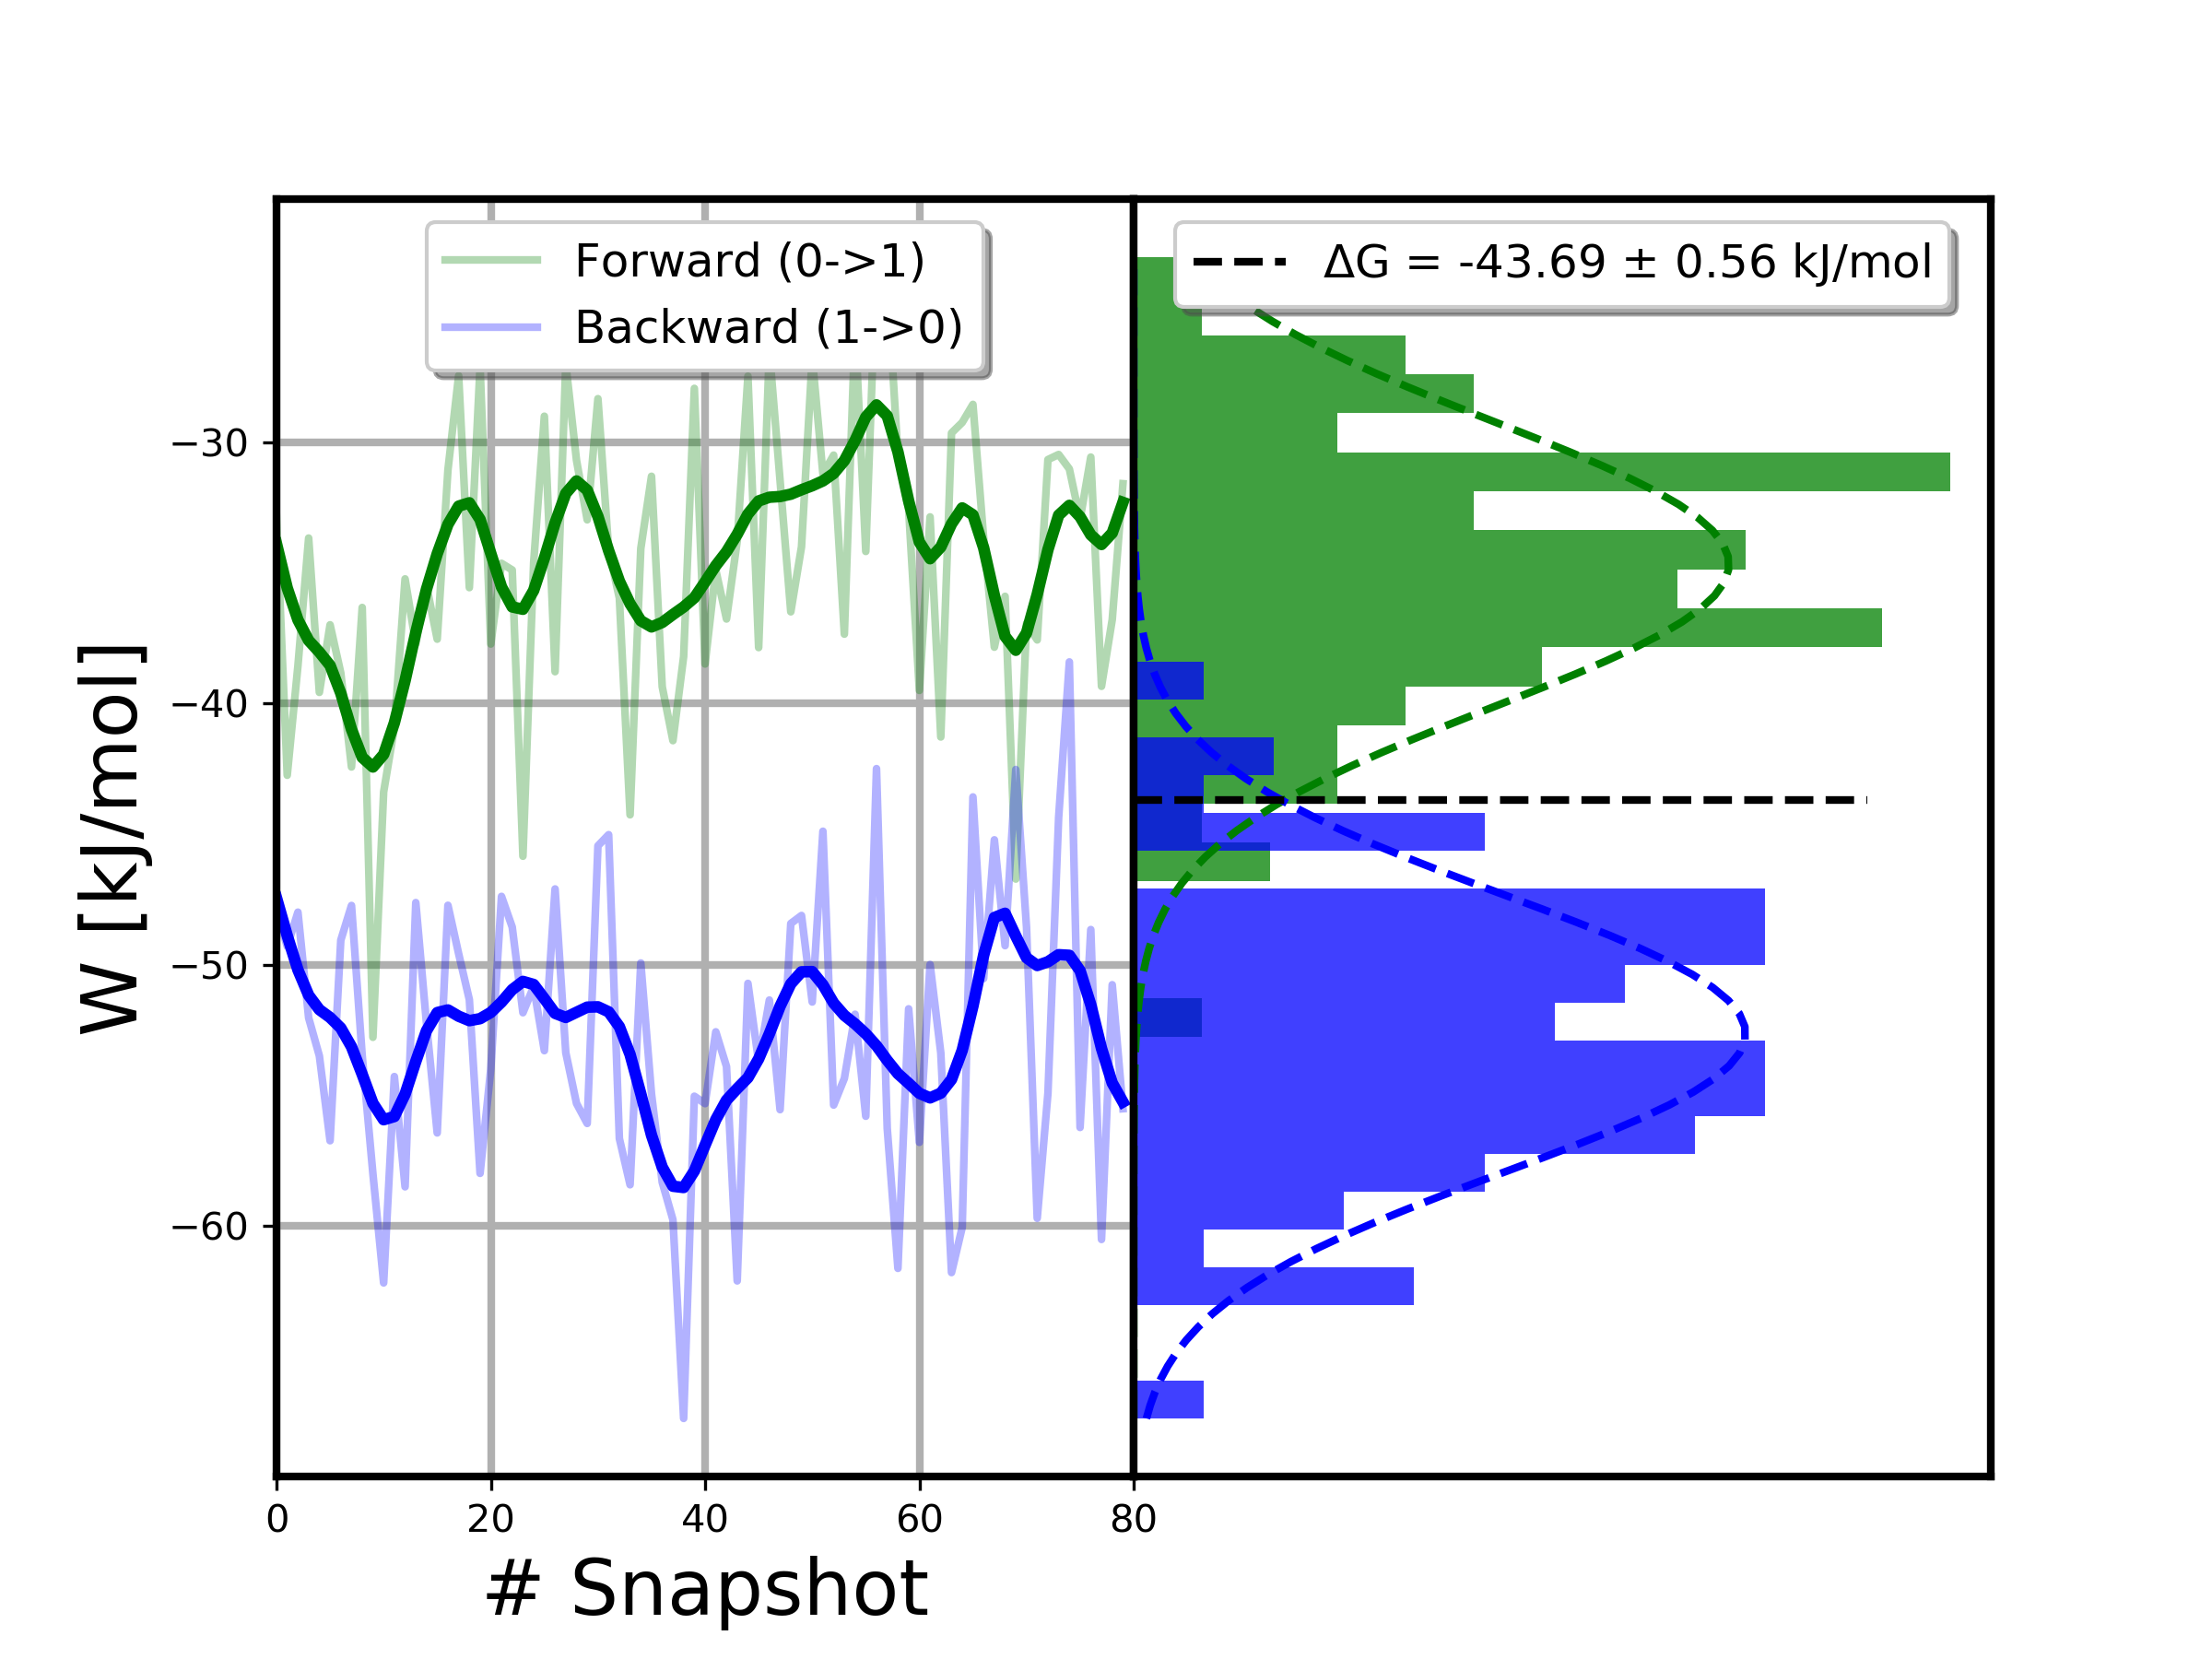 Forward (0->1)
Backward (1->0)
ΔG = -43.69 ± 0.56 kJ/mol
W [kJ/mol]
−30
−40
−50
−60
0 20 40 60 80
# Snapshot